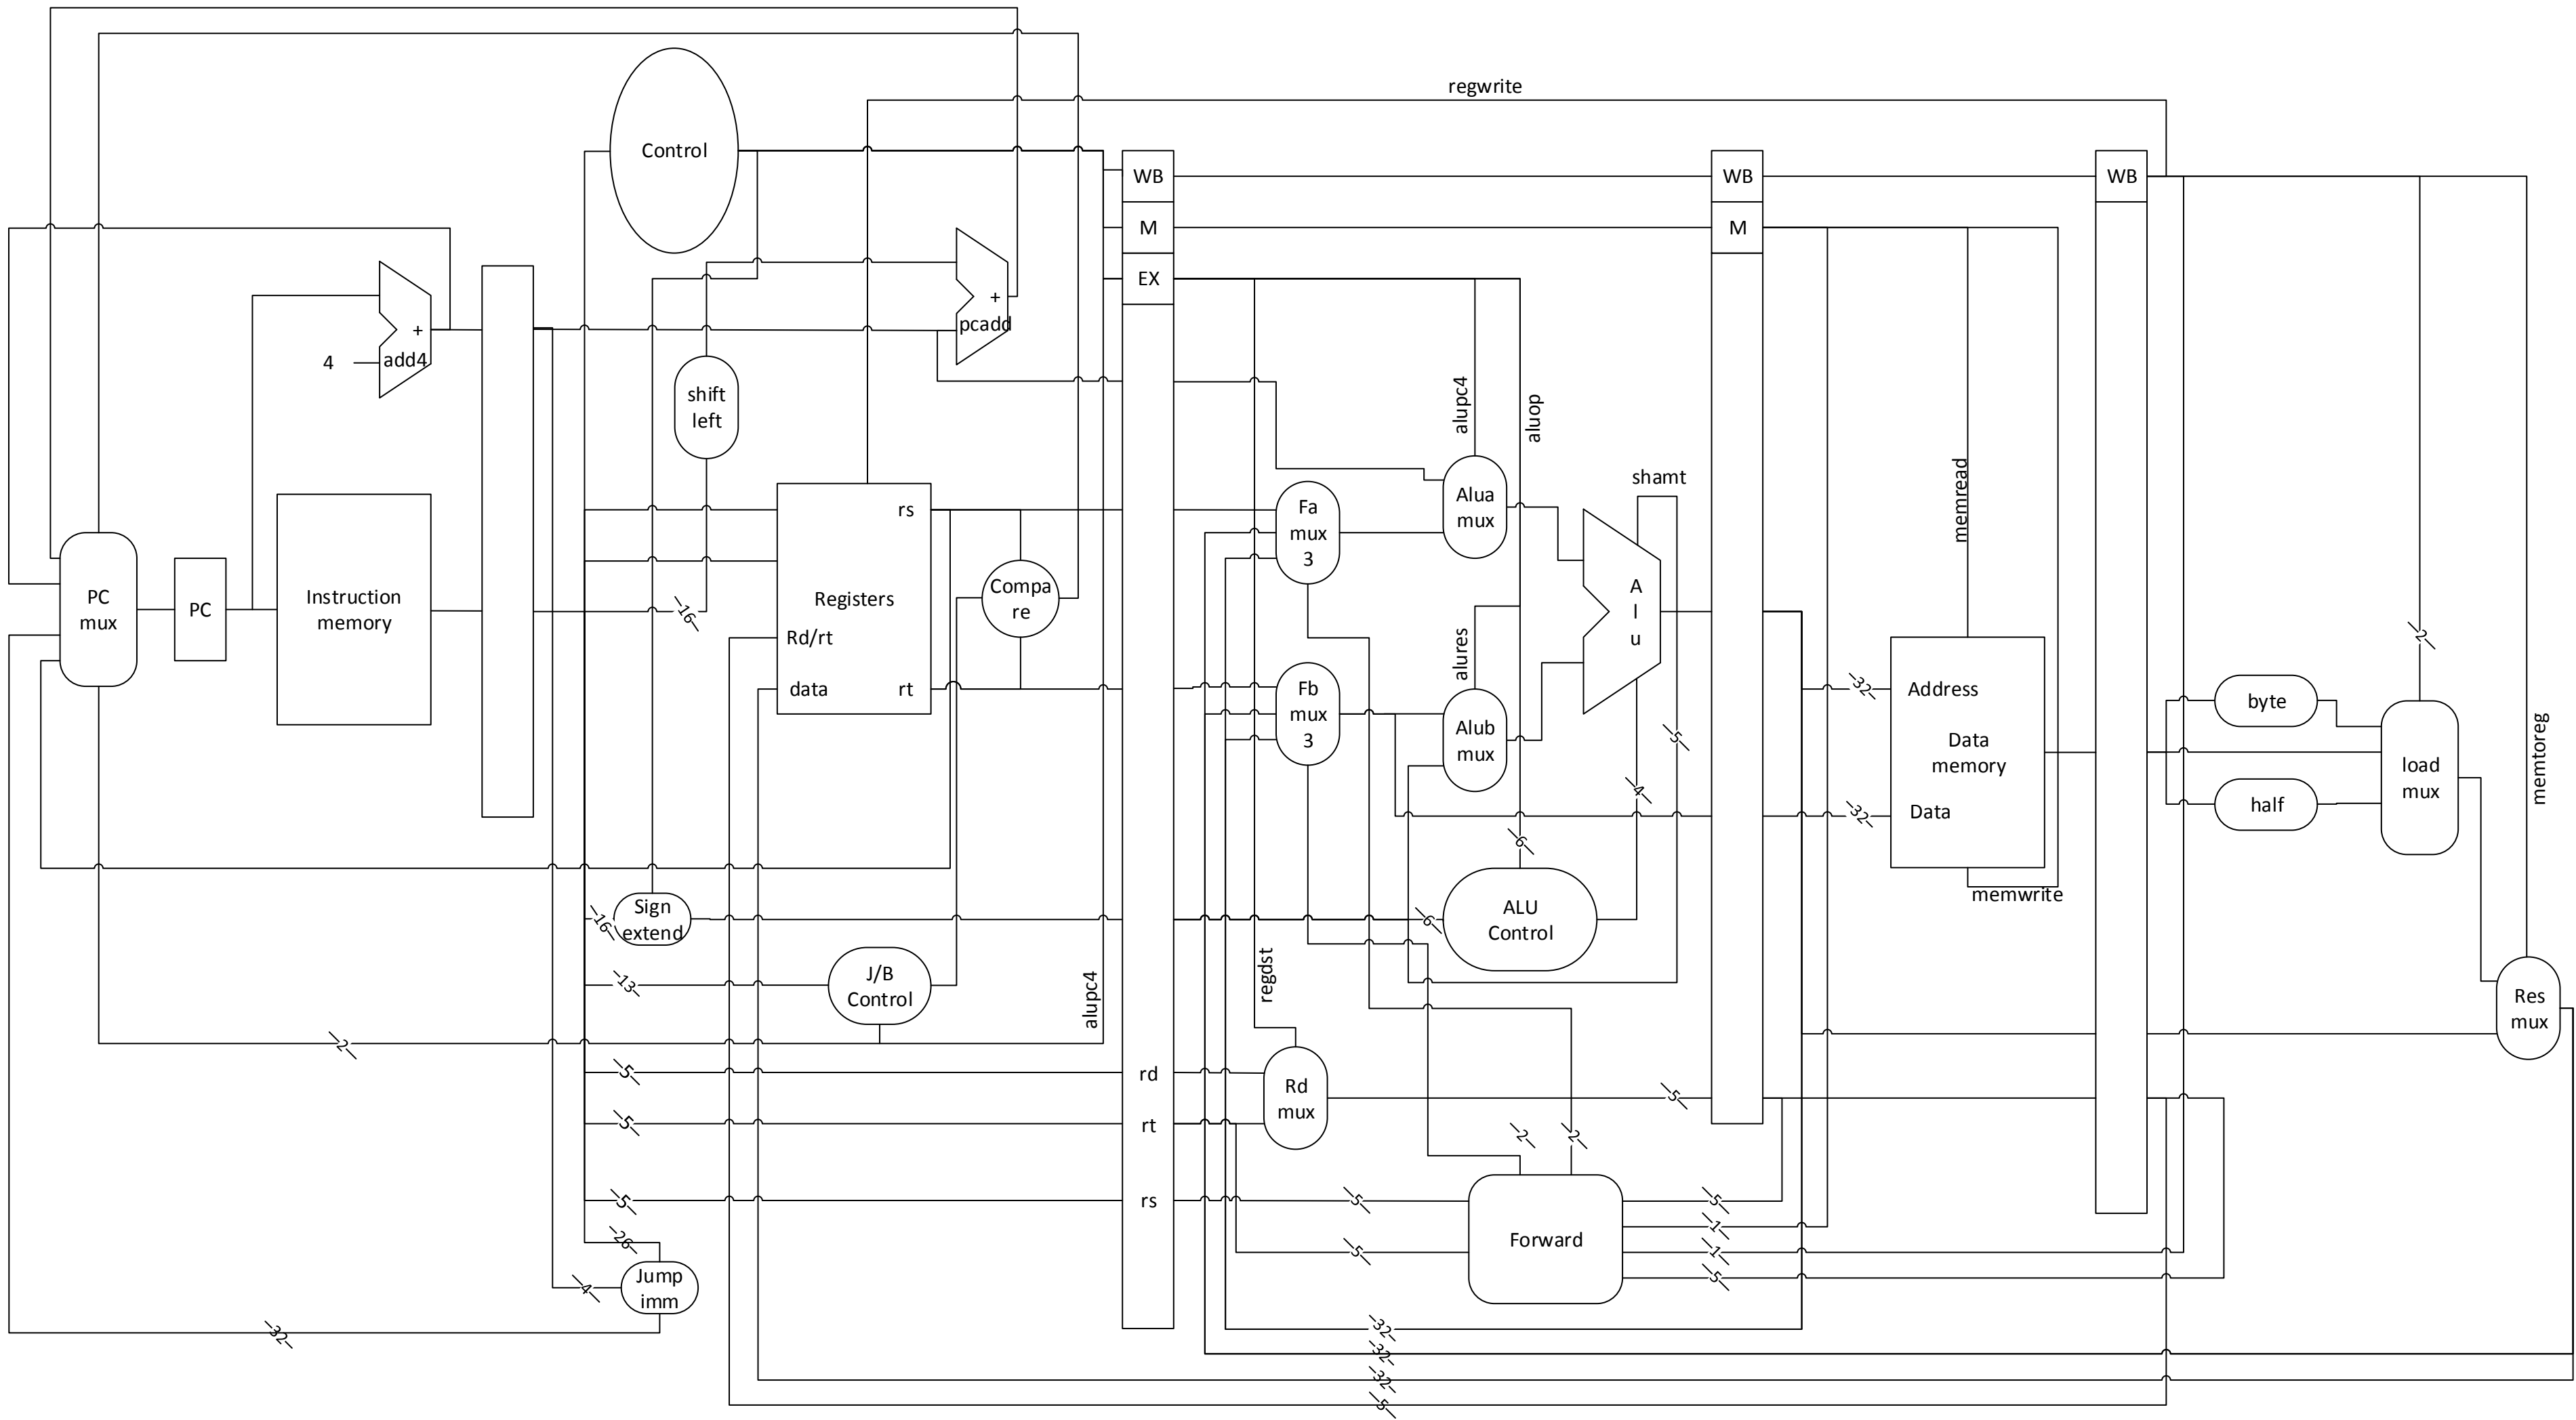 regwrite
Control
WB
WB
WB
M
M
EX
+
pcadd
+
4
add4
shift
left
alupc4
aluop
memread
shamt
rs
Fa
mux
3
Alua
mux
PC
mux
PC
Instruction
memory
-16-
Registers
Compa
re
A
l
u
Rd/rt
alures
-2-
data
rt
Fb
mux
3
Alub
mux
-32-
Address
byte
Data
memory
-5-
load
mux
memtoreg
-4-
-32-
Data
half
-6-
memwrite
-16-
Sign
extend
-6-
ALU
Control
-13-
J/B
Control
alupc4
regdst
Res
mux
-2-
-5-
rd
Rd
mux
-5-
-5-
rt
-2-
-2-
-5-
rs
-5-
-5-
-1-
-26-
Forward
-5-
-1-
-4-
Jump
imm
-5-
-32-
-32-
-32-
-32-
-5-